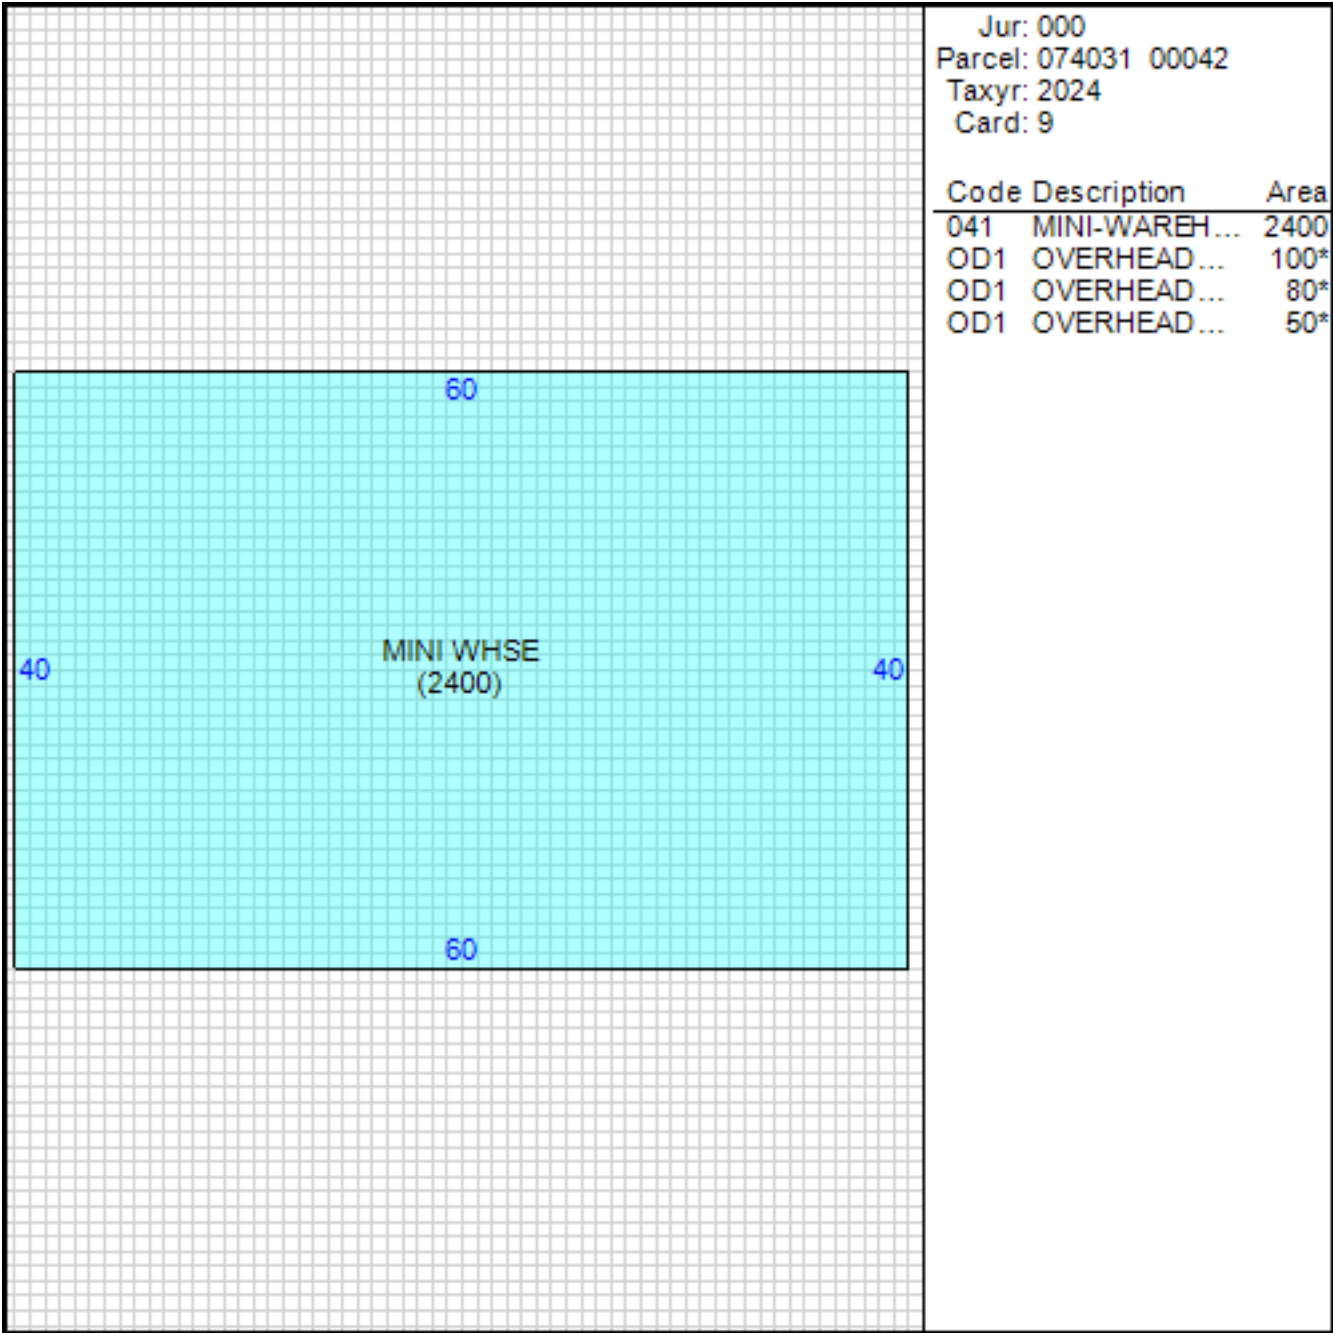 Jur: 000
Parcel: 074031 00042
Taxyr: 2024
Card: 9
Code Description Area
041 MINI-WAREH... 2400
OD1 OVERHEAD... 100*
OD1 OVERHEAD... 80*
OD1 OVERHEAD... 50*
60
MINI WHSE
40 40
(2400)
60